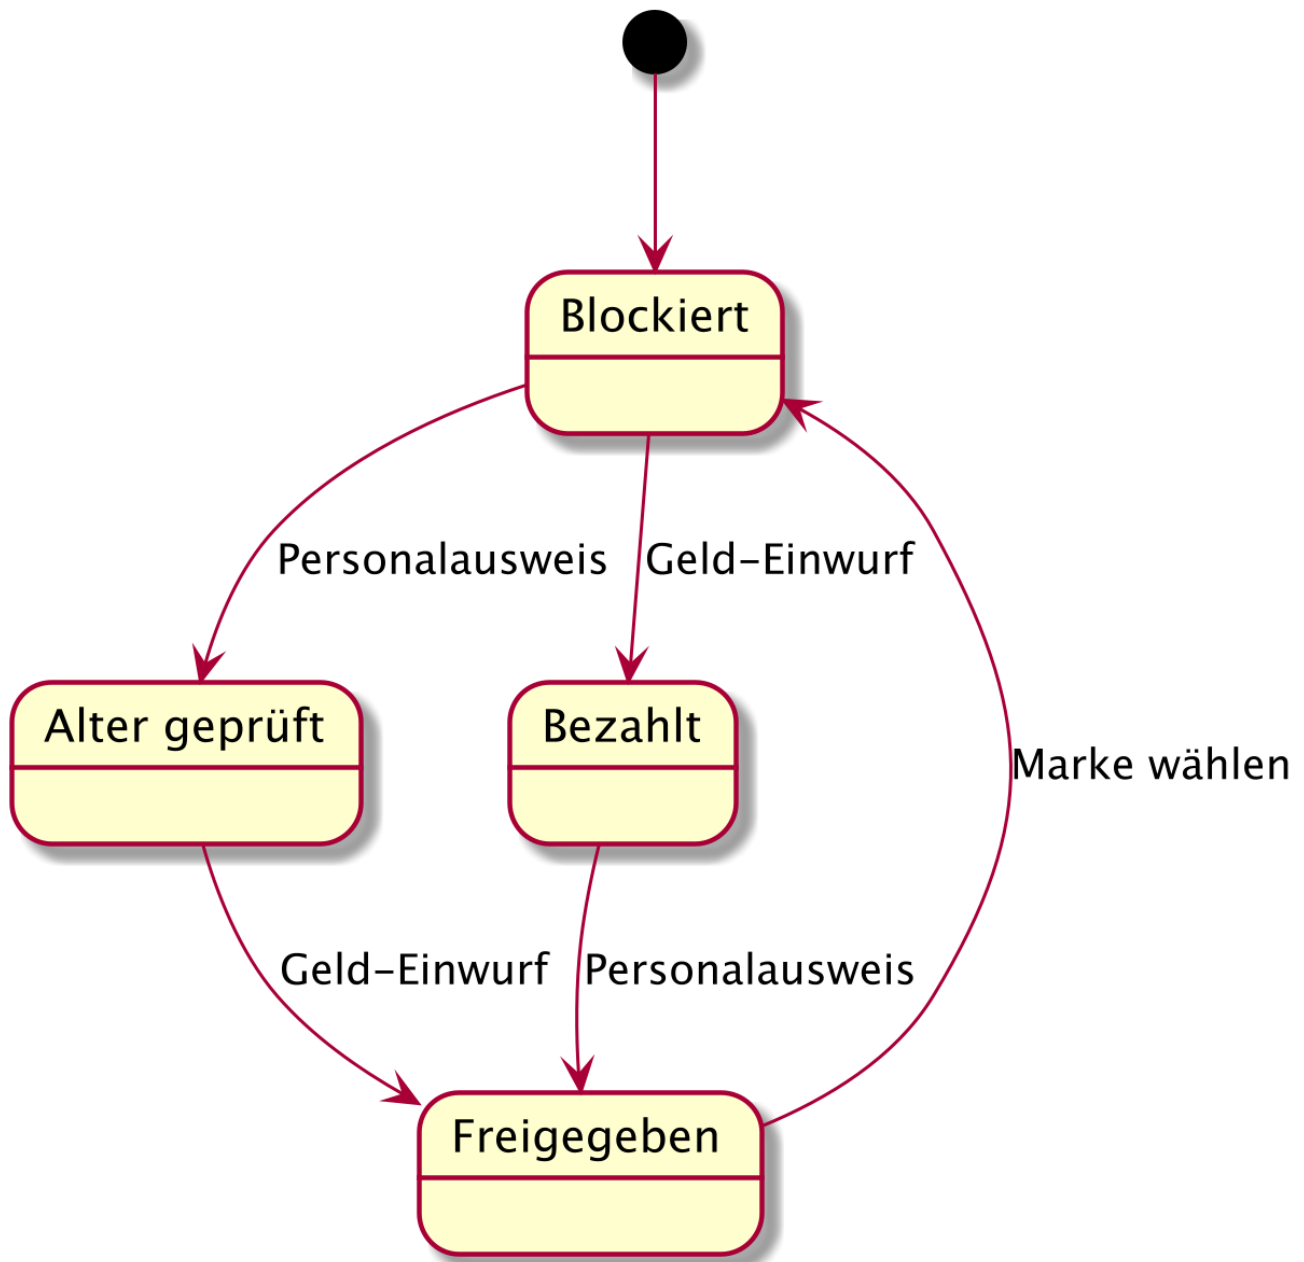 Blockiert
Personalausweis
Geld-Einwurf
Alter geprüft
Bezahlt
Marke wählen
Geld-Einwurf
Personalausweis
Freigegeben